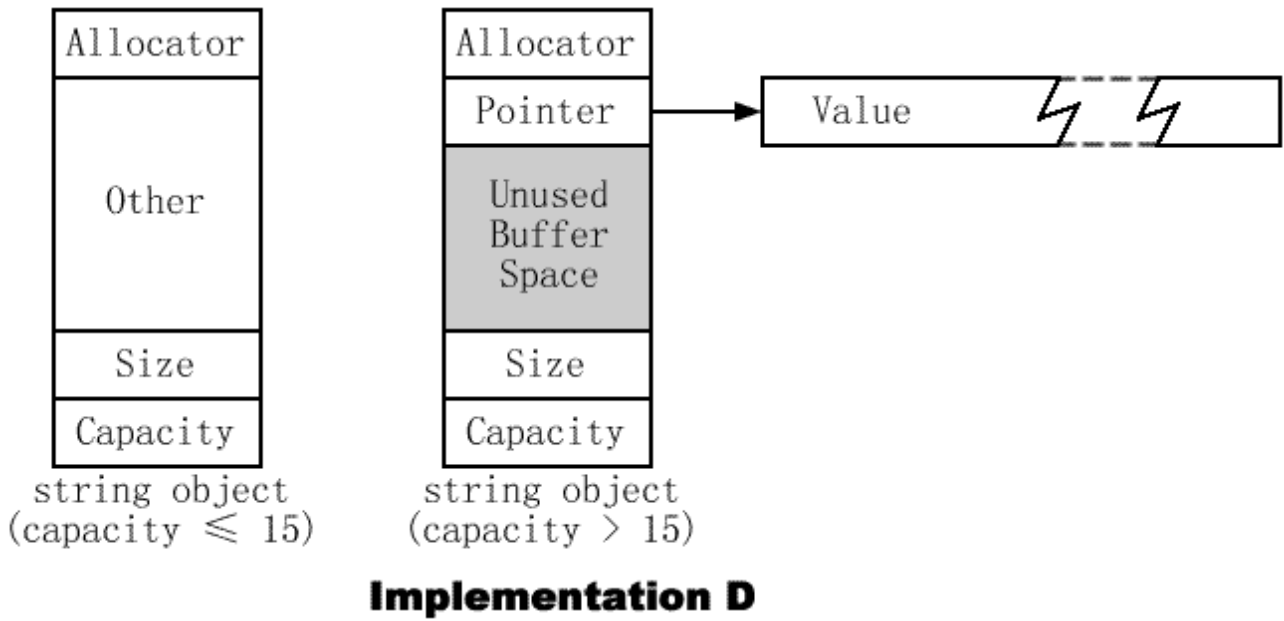 Allocator
Other
Size
Capacity
string object
(capacity ≤ 15)
Allocator
Pointer
Unused
Buffer
Space
Size
Capacity
string object
(capacity > 15)
Value
Implementation D